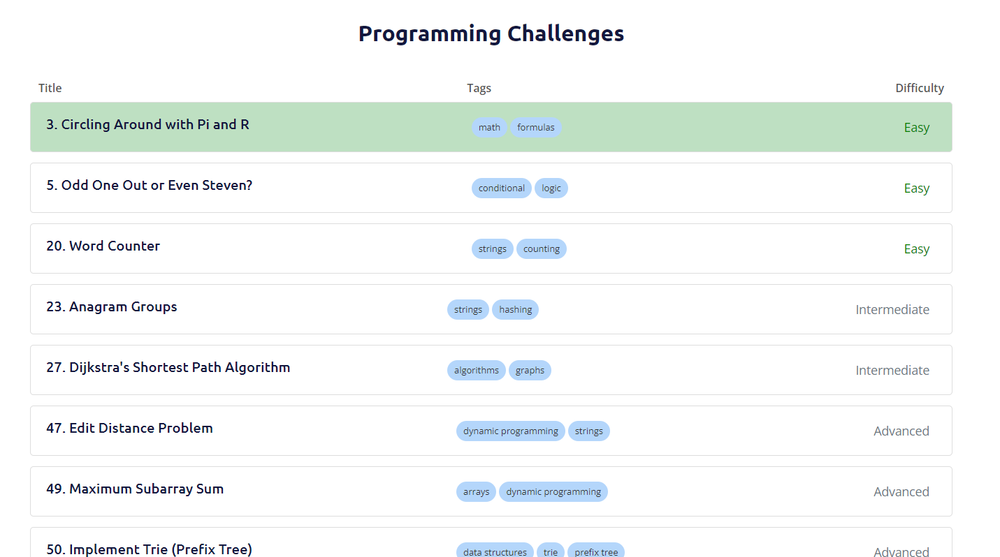 Programming Challenges
Title Tags Difficulty
3. Circling Around with Pi and R math formulas Easy
5. Odd One Out or Even Steven? conditional logic Easy
20. Word Counter strings counting Easy
23. Anagram Groups strings hashing Intermediate
27. Dijkstra's Shortest Path Algorithm algorithms graphs Intermediate
47. Edit Distance Problem dynamic programming strings Advanced
49. Maximum Subarray Sum arrays dynamic programming Advanced
50. Implement Trie (Prefix Tree) data structures trie prefix tree Advanced